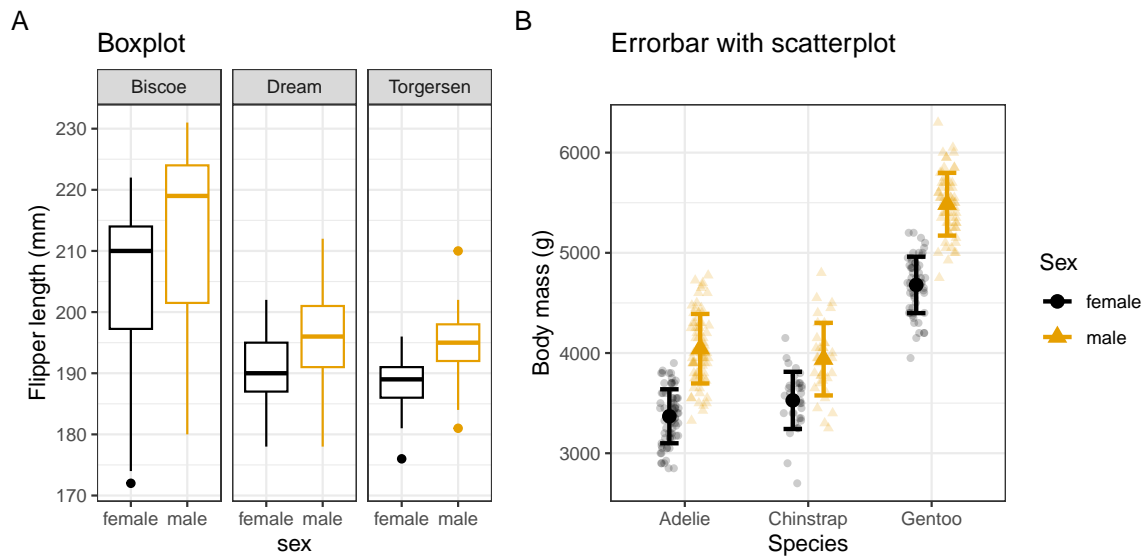 A
Boxplot
Biscoe
Dream
Torgersen
230
220
210
200
190
180
170
Flipper length (mm)
female male
female male
female male
sex
B
Errorbar with scatterplot
6000
5000
4000
3000
Body mass (g)
Adelie
Chinstrap
Gentoo
Species
Sex
female
male